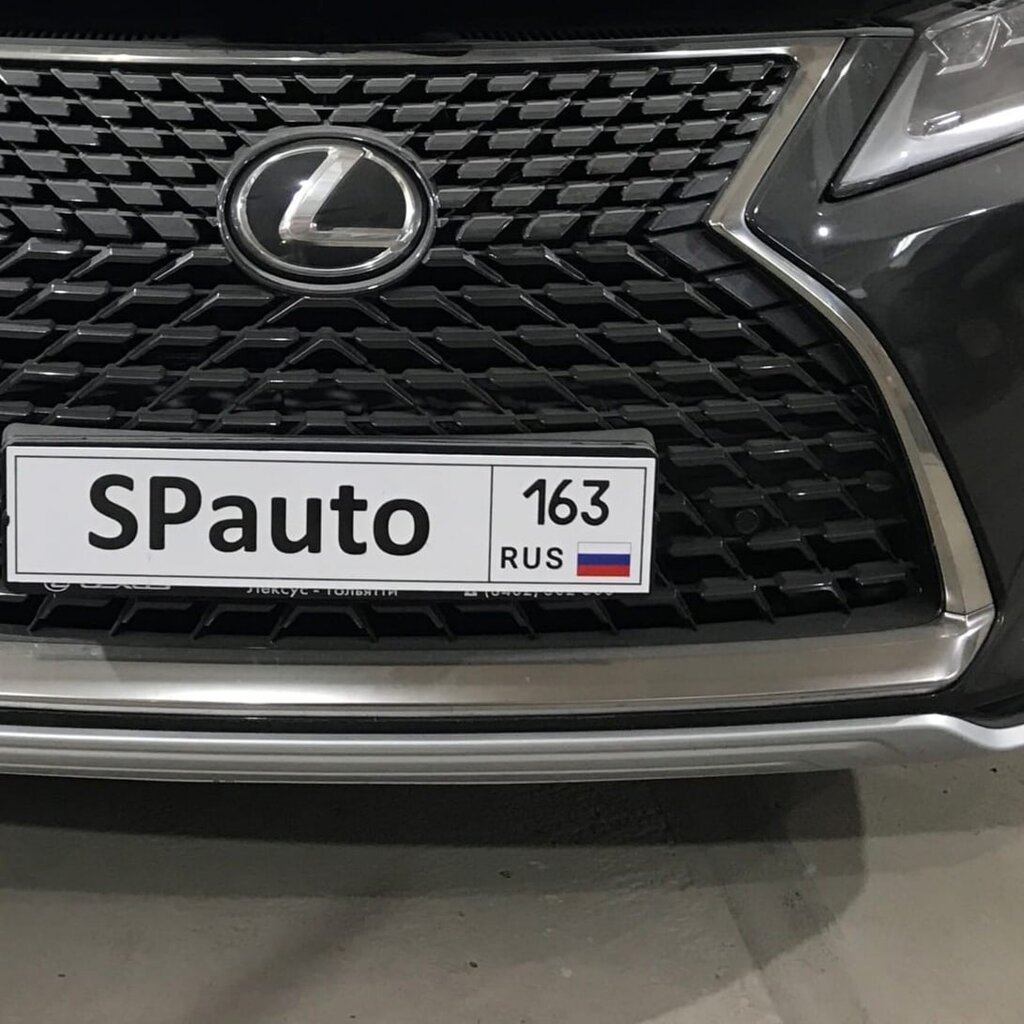 SPauto
163
RUS
Лексус - Тольятти